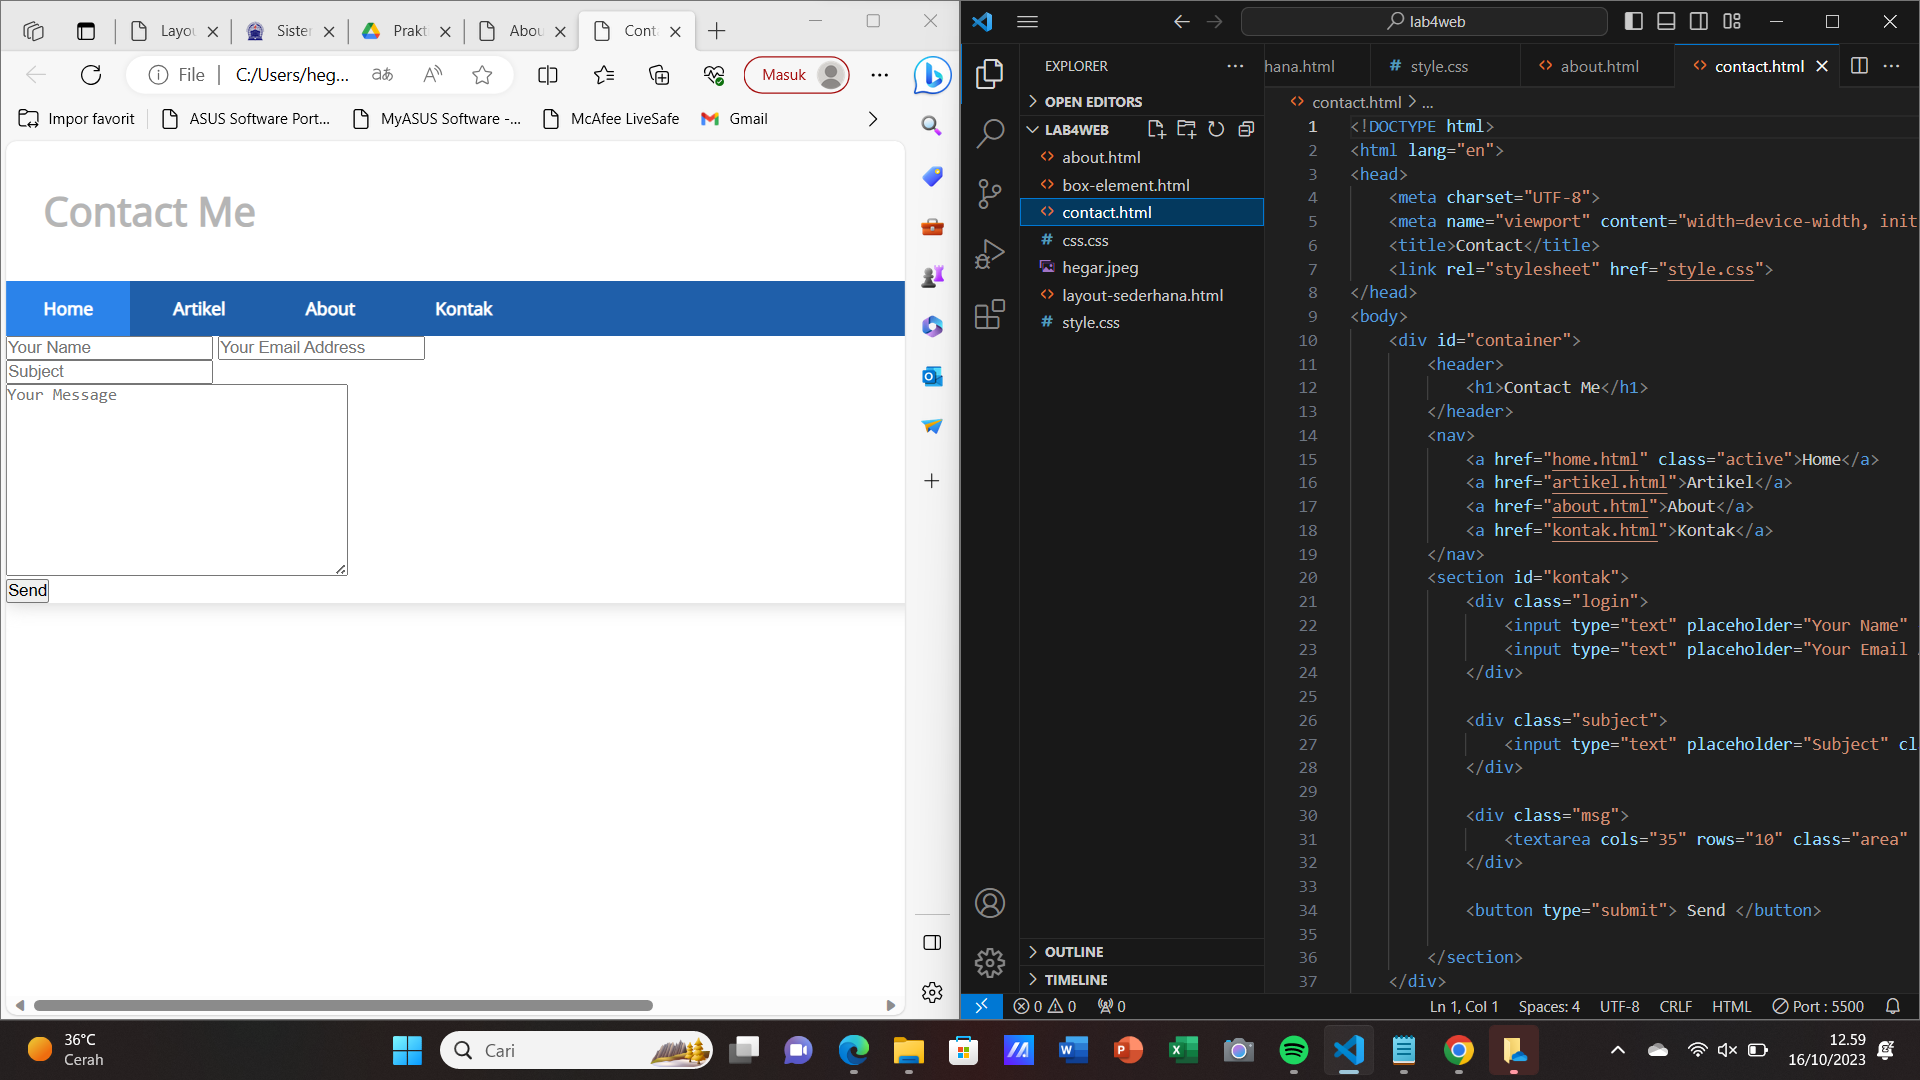 Layou
Sister
Prakti
Abou
Conta
File
C:/Users/heg...
Masuk
Impor favorit
ASUS Software Port...
MyASUS Software -...
McAfee LiveSafe
Gmail
Contact Me
Home
Artikel
About
Kontak
Your Name
Your Email Address
Subject
Your Message
Send
lab4web
EXPLORER
OPEN EDITORS
LAB4WEB
about.html
box-element.html
contact.html
css.css
hegar.jpeg
layout-sederhana.html
style.css
OUTLINE
TIMELINE
hana.html
# style.css
about.html
contact.html
contact.html > ...
1 <!DOCTYPE html>
2 <html lang="en">
3 <head>
4 <meta charset="UTF-8">
5 <meta name="viewport" content="width=device-width, init
6 <title>Contact</title>
7 <link rel="stylesheet" href="style.css">
8 </head>
9 <body>
10 <div id="container">
11 <header>
12 <h1>Contact Me</h1>
13 </header>
14 <nav>
15 <a href="home.html" class="active">Home</a>
16 <a href="artikel.html">Artikel</a>
17 <a href="about.html">About</a>
18 <a href="kontak.html">Kontak</a>
19 </nav>
20 <section id="kontak">
21 <div class="login">
22 <input type="text" placeholder="Your Name"
23 <input type="text" placeholder="Your Email
24 </div>
25
26 <div class="subject">
27 <input type="text" placeholder="Subject" cl
28 </div>
29
30 <div class="msg">
31 <textarea cols="35" rows="10" class="area"
32 </div>
33
34 <button type="submit"> Send </button>
35
36 </section>
37 </div>
0 0
0
Ln 1, Col 1
Spaces: 4
UTF-8
CRLF
HTML
Port : 5500
36°C
Cerah
Cari
12.59
16/10/2023